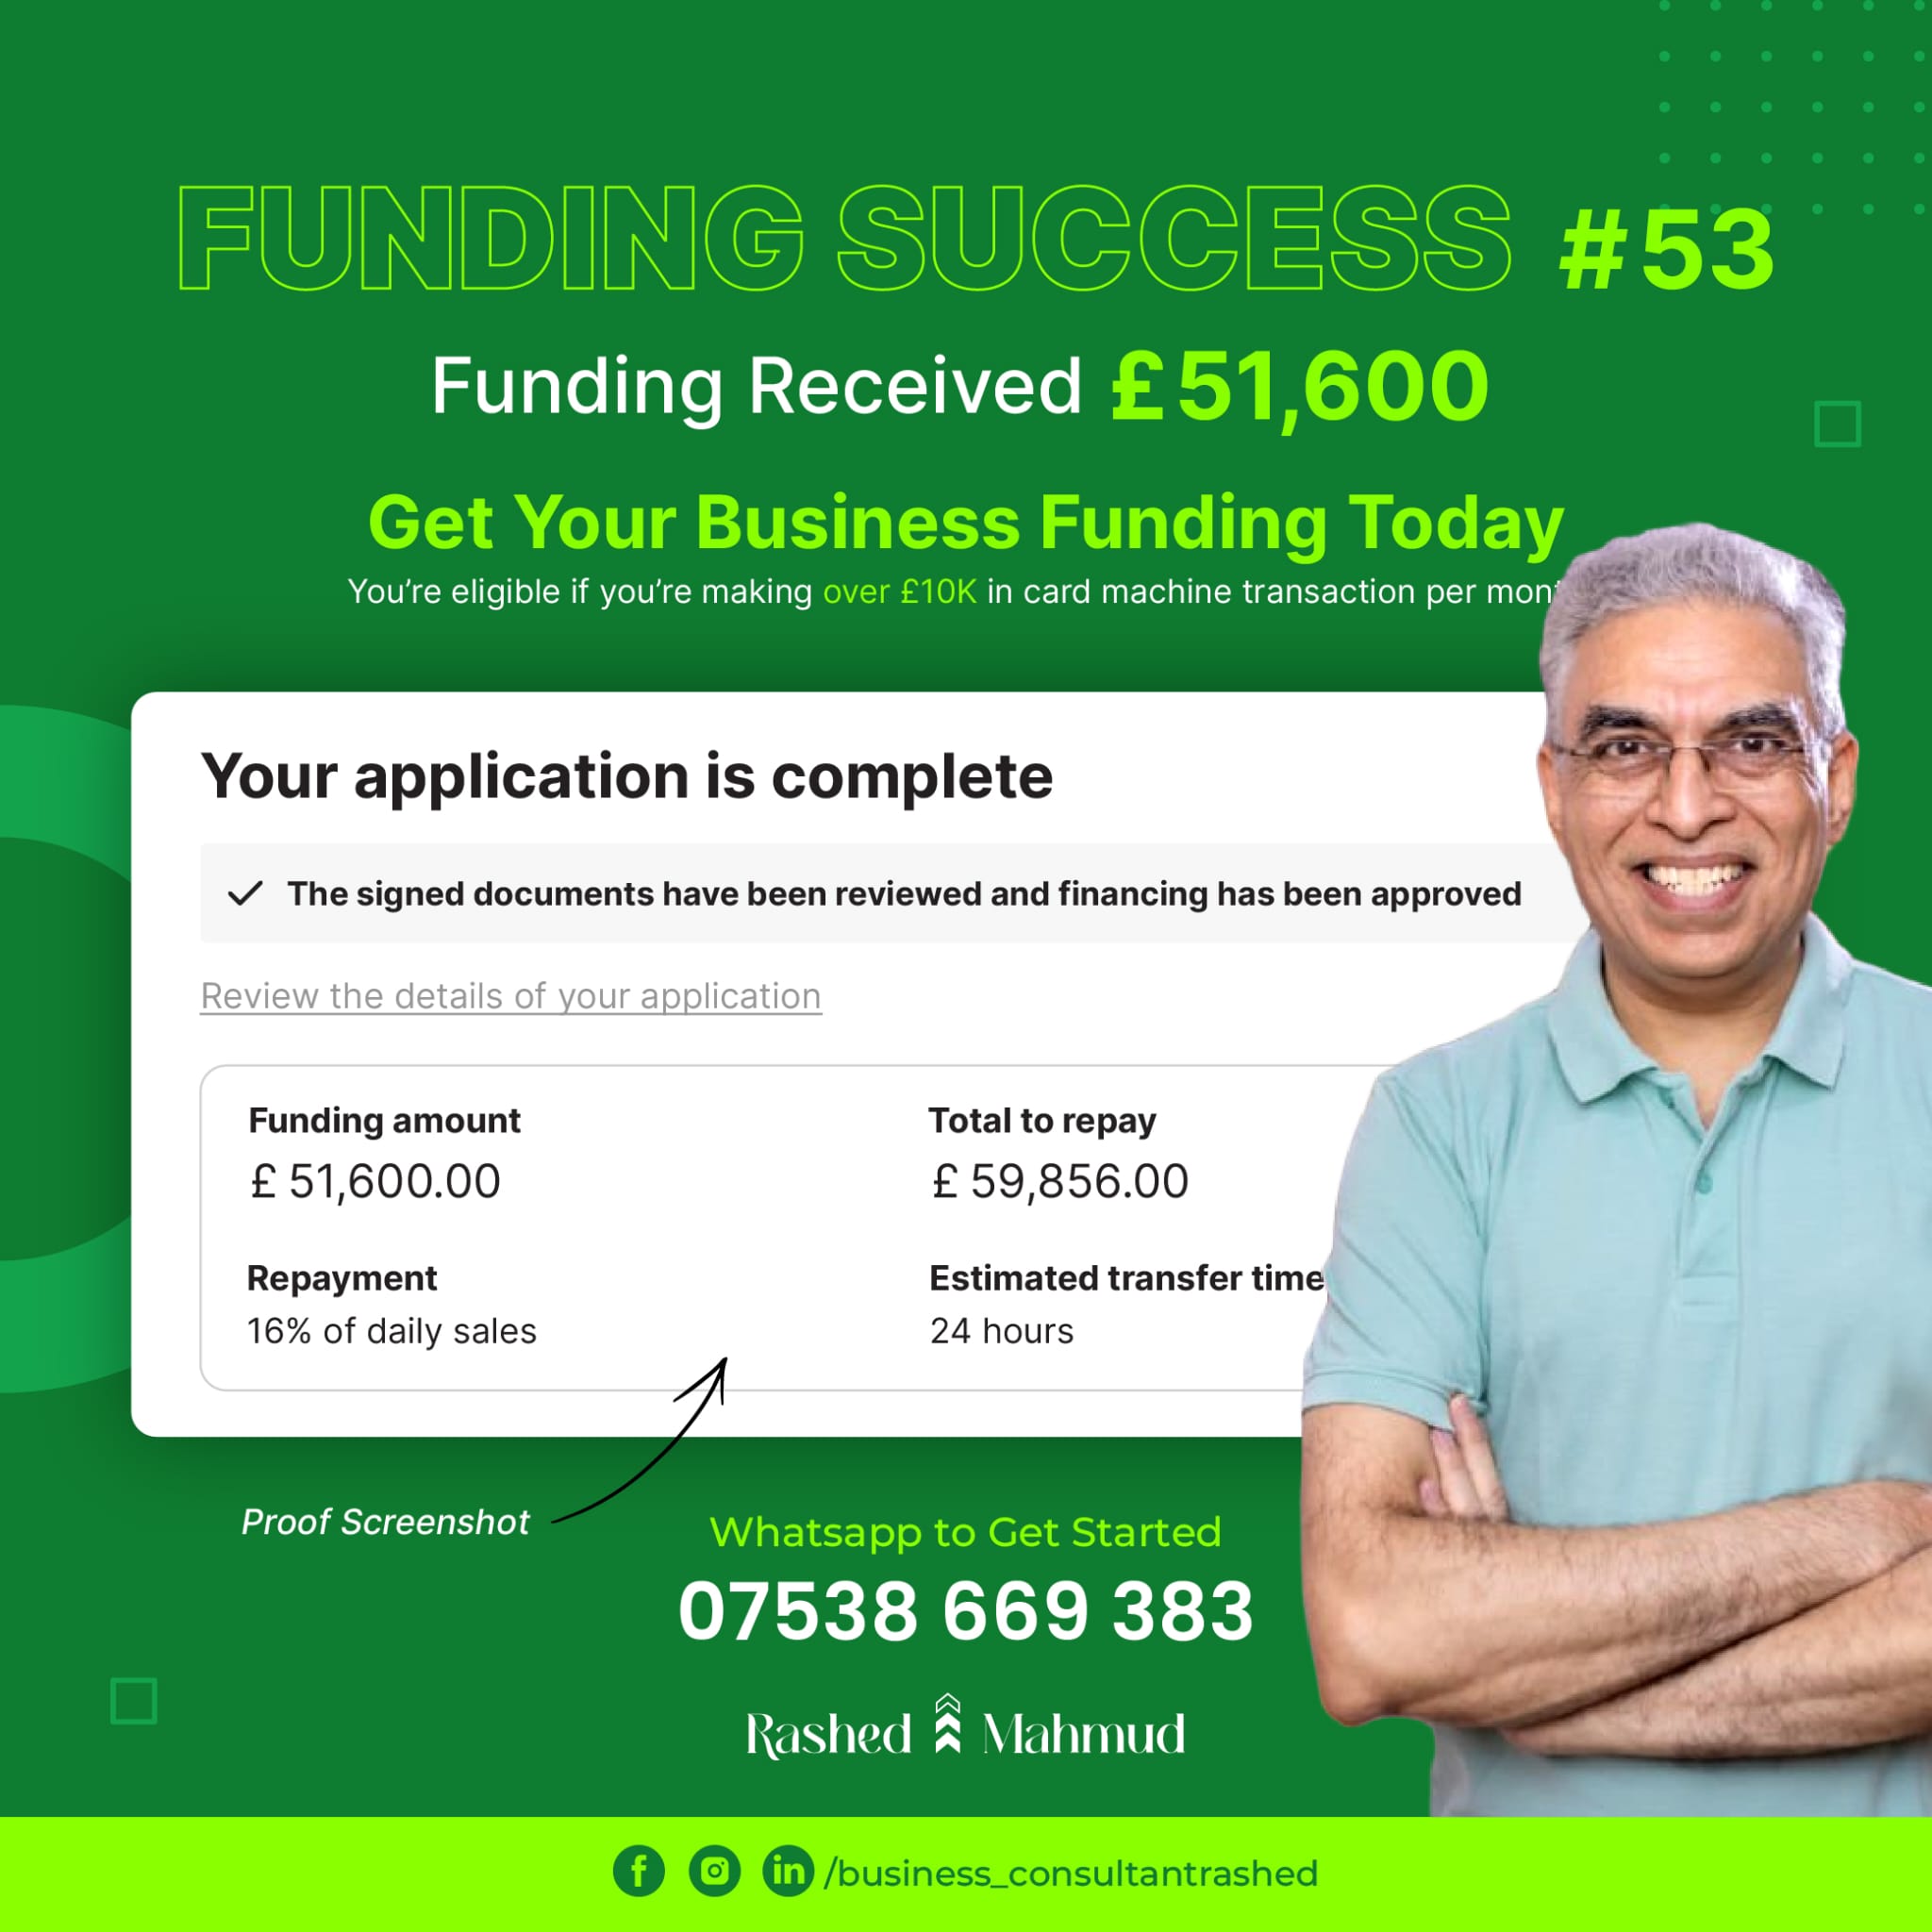 FUNDING SUCCESS #53
Funding Received £51,600
Get Your Business Funding Today
You're eligible if you're making over £10K in card machine transaction per
Your application is complete
The signed documents have been reviewed and financing has been approved
Review the details of your application
Funding amount
£ 51,600.00
Total to repay
£ 59,856.00
Repayment
16% of daily sales
Estimated transfer time
24 hours
Proof Screenshot
Whatsapp to Get Started
07538 669 383
Rashed Mahmud
/business_consultantrashed